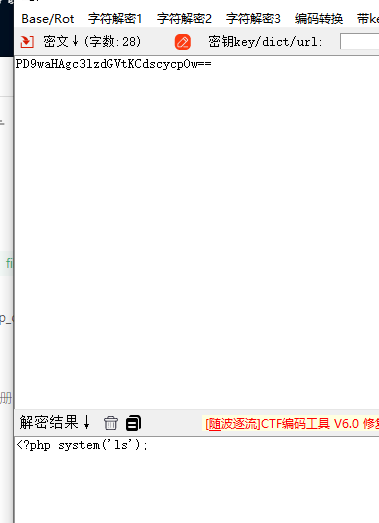 Base/Rot 字符解密1 字符解密2 字符解密3 编码转换 带k
密文↓(字数:28) 密钥key/dict/url:
PD9waHAgc3lzdGVtKCdscycpOw==
fi
p_
册
解密结果↓ [随波逐流]CTF编码工具 V6.0 修
<?php system('ls');